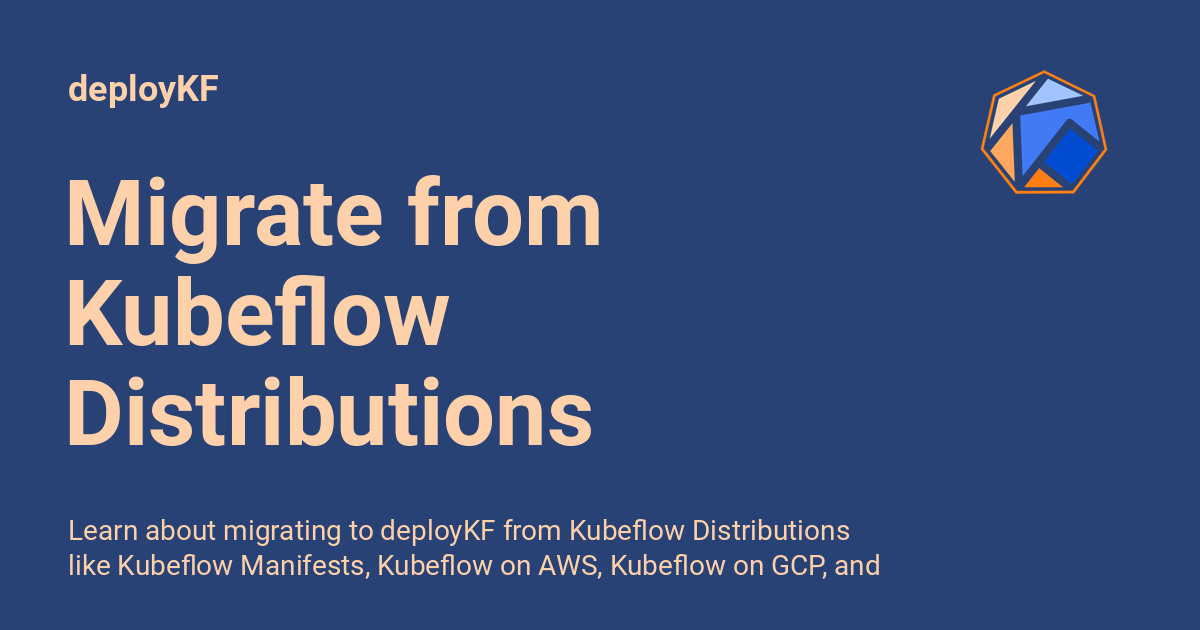 deployKF
Migrate from
Kubeflow
Distributions
Learn about migrating to deployKF from Kubeflow Distributions
like Kubeflow Manifests, Kubeflow on AWS, Kubeflow on GCP, and